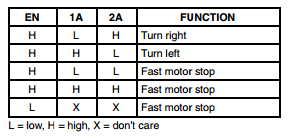 EN 1A 2A FUNCTION
H L H Turn right
H H L Turn left
H L L Fast motor stop
H H H Fast motor stop
L X X Fast motor stop
L = low, H = high, X = don't care